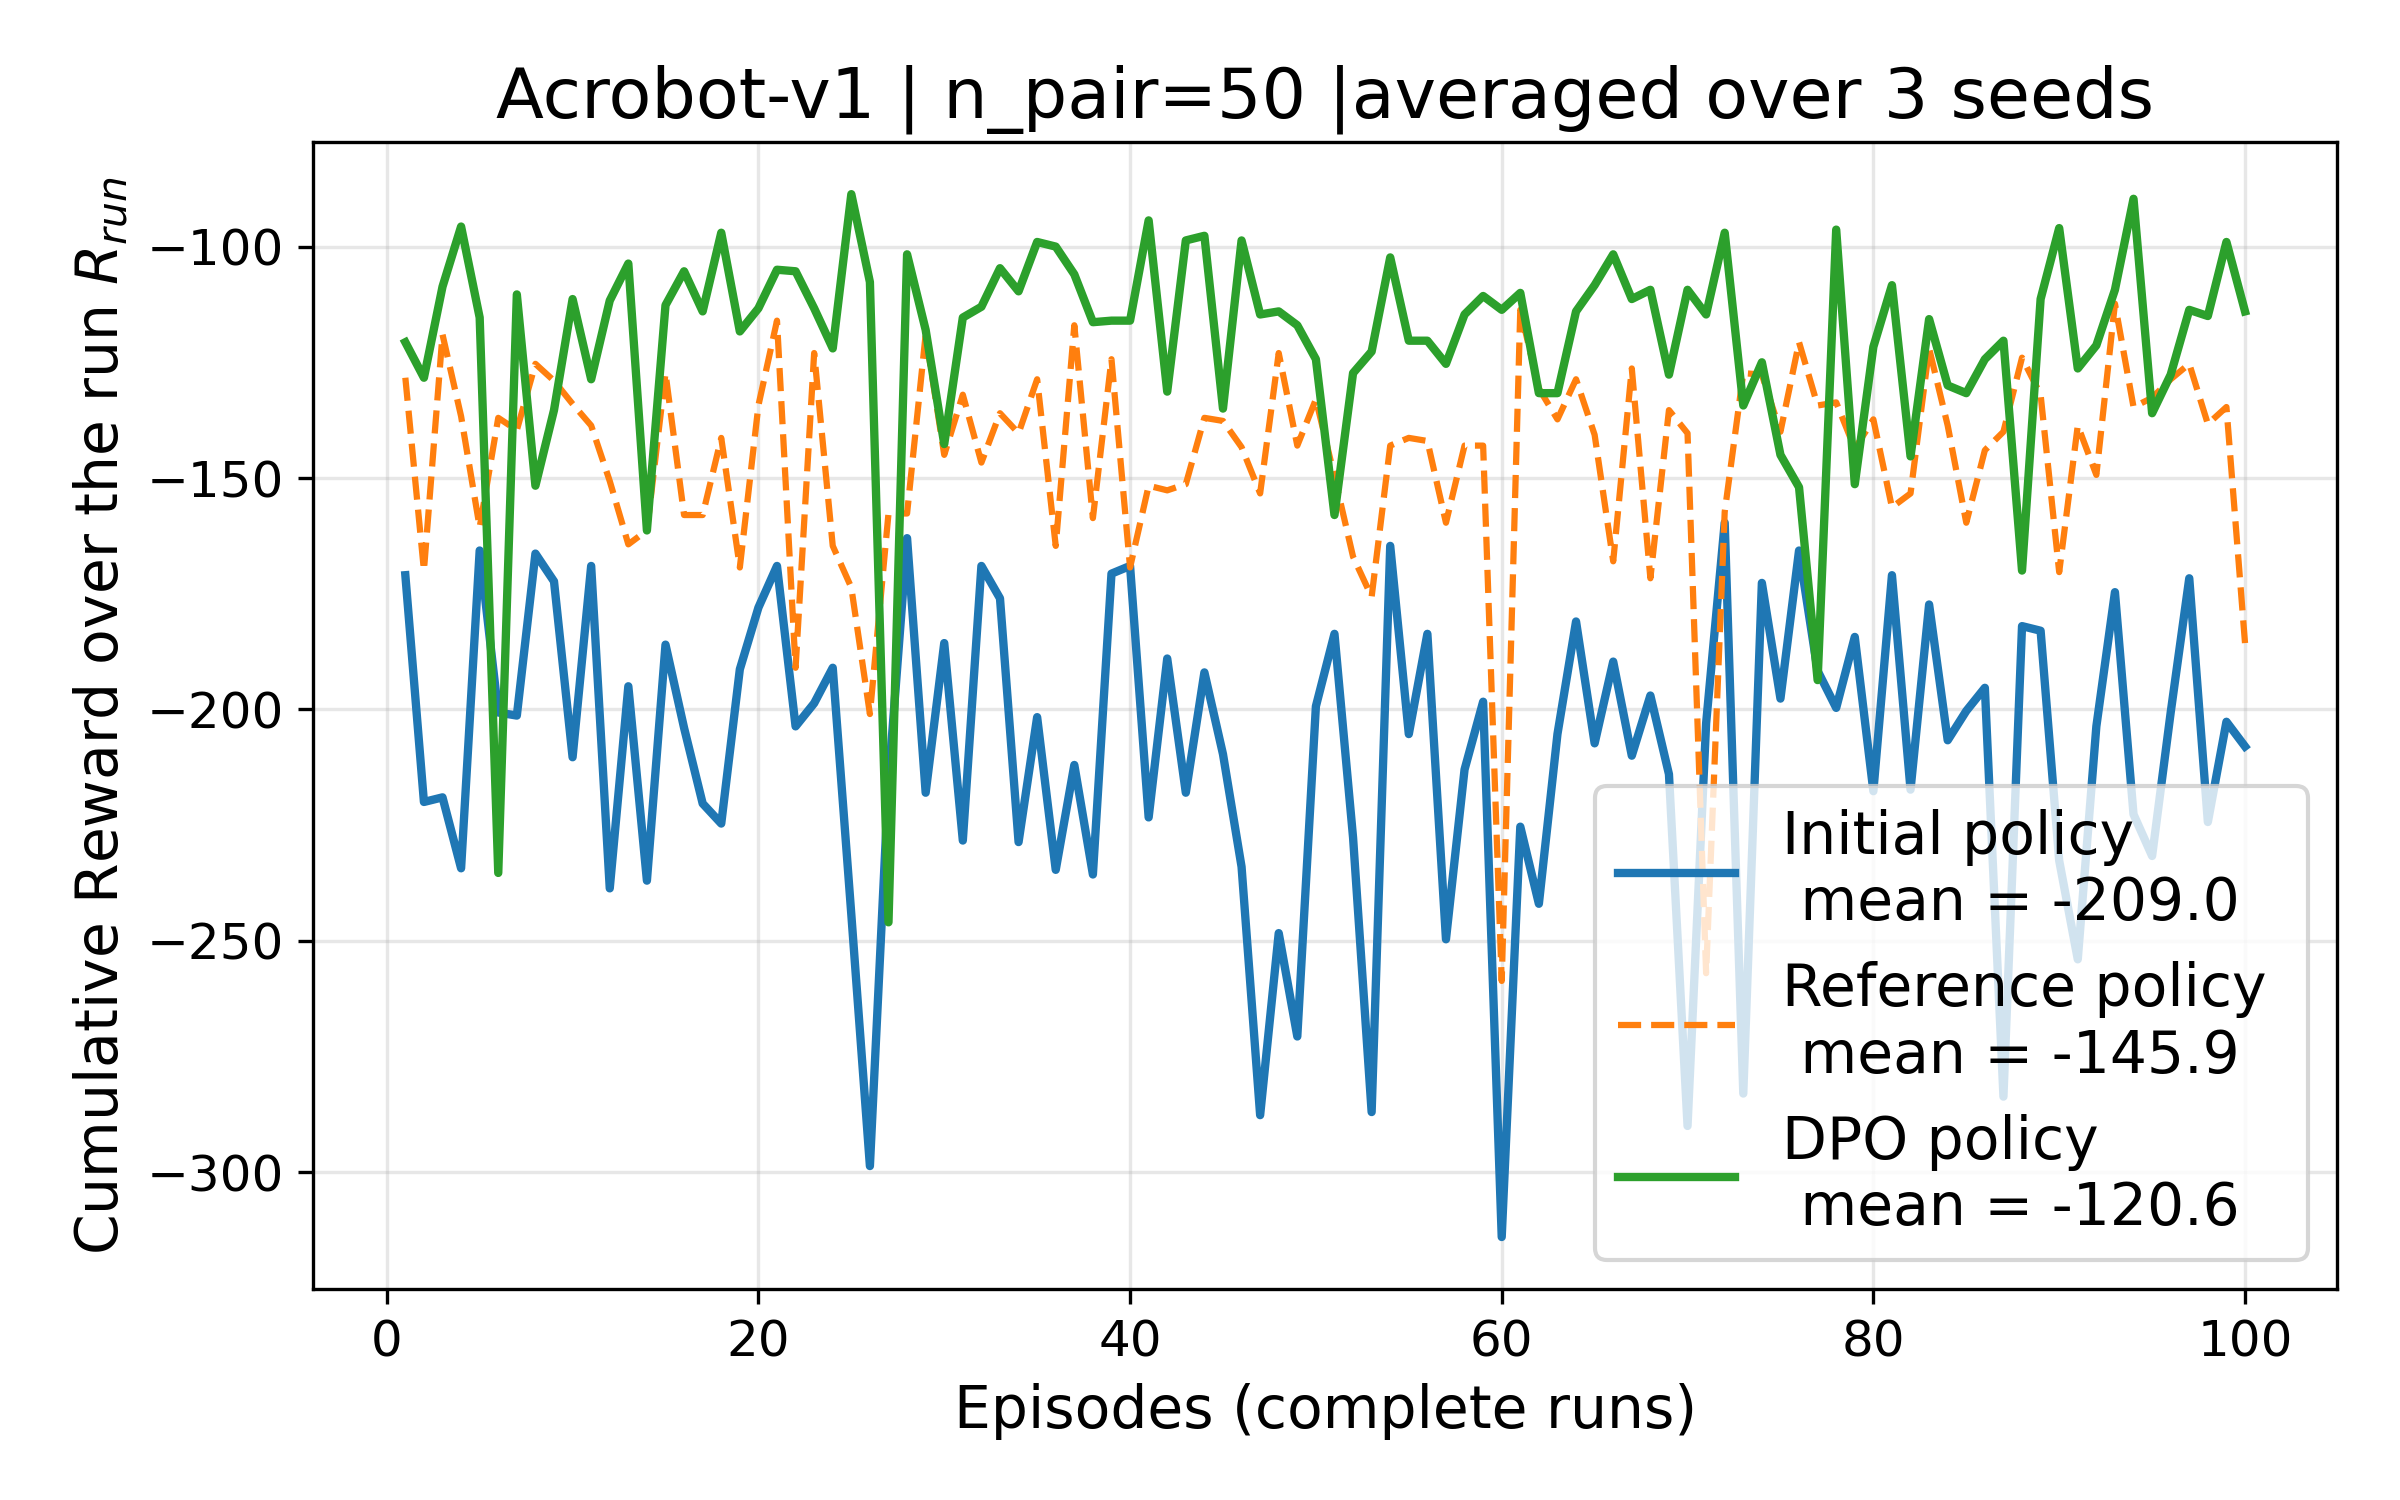 Acrobot-v1 | n_pair=50 |averaged over 3 seeds
Cumulative Reward over the run R_run
−100
−150
−200
−250
−300
Initial policy
mean = -209.0
Reference policy
mean = -145.9
DPO policy
mean = -120.6
0 20 40 60 80 100
Episodes (complete runs)